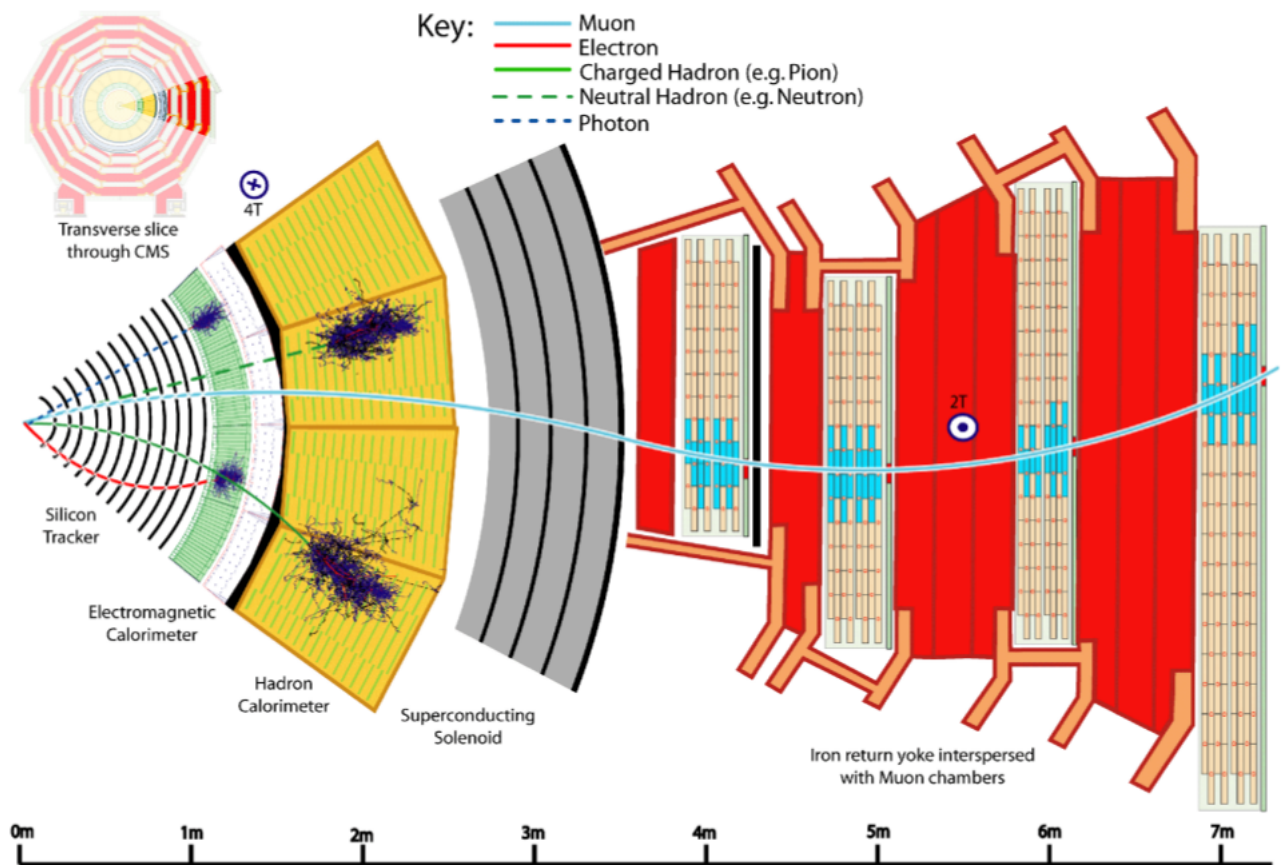 Key:
Muon
Electron
Charged Hadron (e.g. Pion)
Neutral Hadron (e.g. Neutron)
Photon
Transverse slice
through CMS
4T
2T
Silicon
Tracker
Electromagnetic
Calorimeter
Hadron
Calorimeter
Superconducting
Solenoid
Iron return yoke interspersed
with Muon chambers
0m 1m 2m 3m 4m 5m 6m 7m